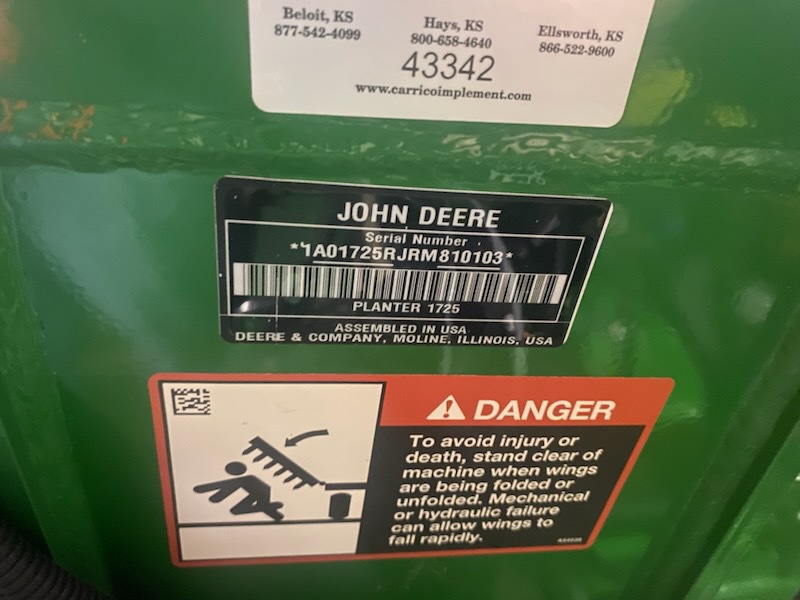 Beloit, KS
877-542-4099
Hays, KS
800-658-4640
Ellsworth, KS
866-522-9600
43342
www.carricoimplement.com
JOHN DEERE
Serial Number
*1A01725RJRM810103*
PLANTER 1725
ASSEMBLED IN USA
DEERE & COMPANY, MOLINE, ILLINOIS, USA
DANGER
To avoid injury or
death, stand clear of
machine when wings
are being folded or
unfolded. Mechanical
or hydraulic failure
can allow wings to
fall rapidly.